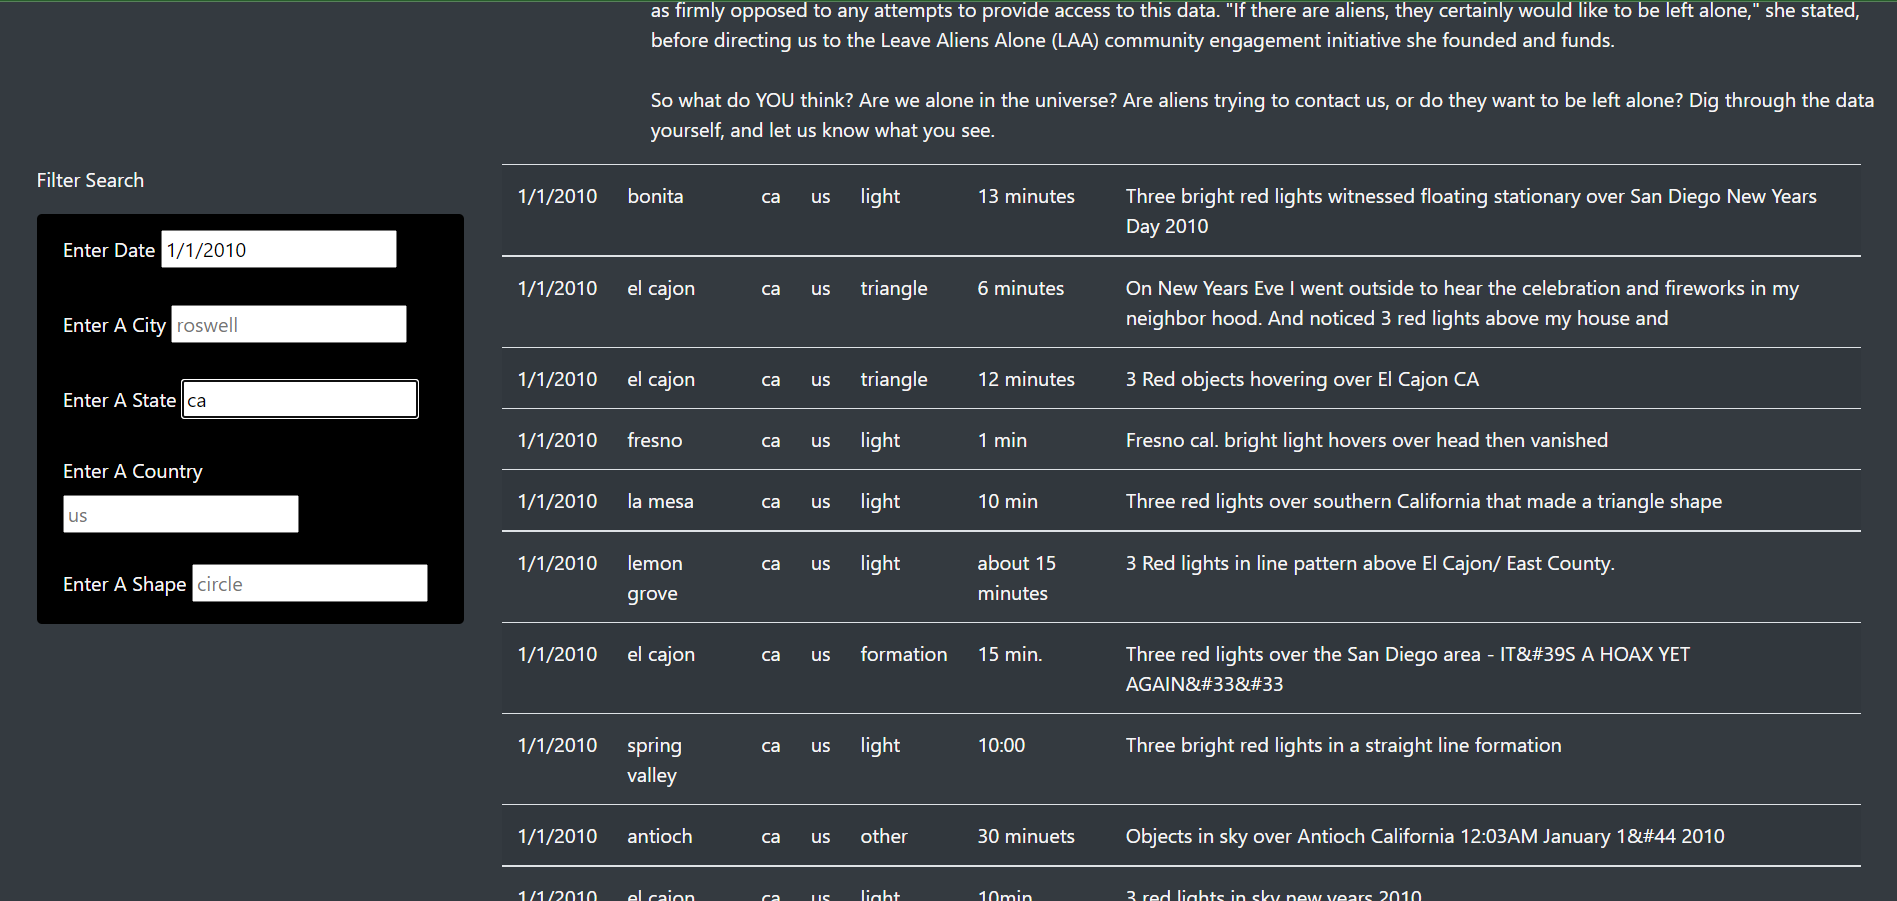 as firmly opposed to any attempts to provide access to this data. "If there are aliens, they certainly would like to be left alone," she stated,
before directing us to the Leave Aliens Alone (LAA) community engagement initiative she founded and funds.
So what do YOU think? Are we alone in the universe? Are aliens trying to contact us, or do they want to be left alone? Dig through the data
yourself, and let us know what you see.
Filter Search
Enter Date 1/1/2010
Enter A City roswell
Enter A State ca
Enter A Country
us
Enter A Shape circle
1/1/2010 bonita ca us light 13 minutes Three bright red lights witnessed floating stationary over San Diego New Years
Day 2010
1/1/2010 el cajon ca us triangle 6 minutes On New Years Eve I went outside to hear the celebration and fireworks in my
neighbor hood. And noticed 3 red lights above my house and
1/1/2010 el cajon ca us triangle 12 minutes 3 Red objects hovering over El Cajon CA
1/1/2010 fresno ca us light 1 min Fresno cal. bright light hovers over head then vanished
1/1/2010 la mesa ca us light 10 min Three red lights over southern California that made a triangle shape
1/1/2010 lemon ca us light about 15 3 Red lights in line pattern above El Cajon/ East County.
grove minutes
1/1/2010 el cajon ca us formation 15 min. Three red lights over the San Diego area - IT&#39S A HOAX YET
AGAIN&#33&#33
1/1/2010 spring ca us light 10:00 Three bright red lights in a straight line formation
valley
1/1/2010 antioch ca us other 30 minuets Objects in sky over Antioch California 12:03AM January 1&#44 2010
1/1/2010 el cajon ca us light 10min 3 red lights in sky new years 2010